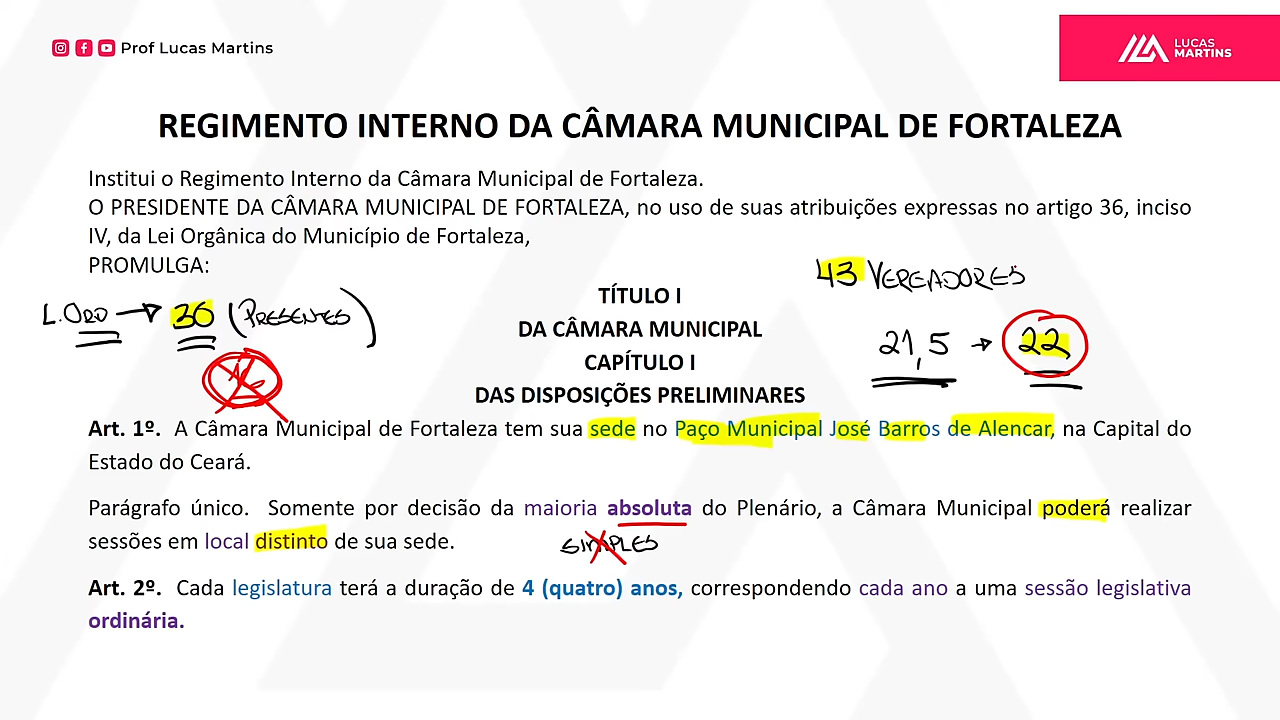 Prof Lucas Martins
LUCAS
MARTINS
REGIMENTO INTERNO DA CÂMARA MUNICIPAL DE FORTALEZA
Institui o Regimento Interno da Câmara Municipal de Fortaleza.
O PRESIDENTE DA CÂMARA MUNICIPAL DE FORTALEZA, no uso de suas atribuições expressas no artigo 36, inciso
IV, da Lei Orgânica do Município de Fortaleza,
PROMULGA:
43 VEREADORES
TÍTULO I
L.ORD → 30 (PRESENTES)
DA CÂMARA MUNICIPAL
21,5 → 22
CAPÍTULO I
DAS DISPOSIÇÕES PRELIMINARES
Art. 1º. A Câmara Municipal de Fortaleza tem sua sede no Paço Municipal José Barros de Alencar, na Capital do
Estado do Ceará.
Parágrafo único. Somente por decisão da maioria absoluta do Plenário, a Câmara Municipal poderá realizar
sessões em local distinto de sua sede.
SIMPLES
Art. 2º. Cada legislatura terá a duração de 4 (quatro) anos, correspondendo cada ano a uma sessão legislativa
ordinária.